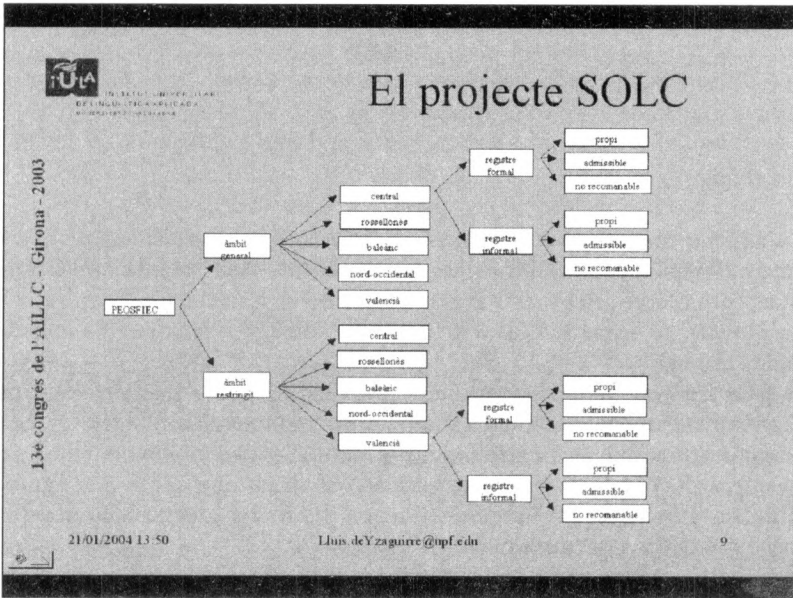 iULA
INSTITUT UNIVERSITARI
DE LINGÜÍSTICA APLICADA
El projecte SOLC
13e congrés de l'AILLC - Girona - 2003
PEOSFIEC
àmbit
general
central
rossellonès
baleàric
nord-occidental
valencià
registre
formal
propi
admissible
no recomanable
registre
informal
propi
admissible
no recomanable
àmbit
restringit
central
rossellonès
baleàric
nord-occidental
valencià
registre
formal
propi
admissible
no recomanable
registre
informal
propi
admissible
no recomanable
21/01/2004 13:50
Lluis.deYzaguirre@upf.edu
9